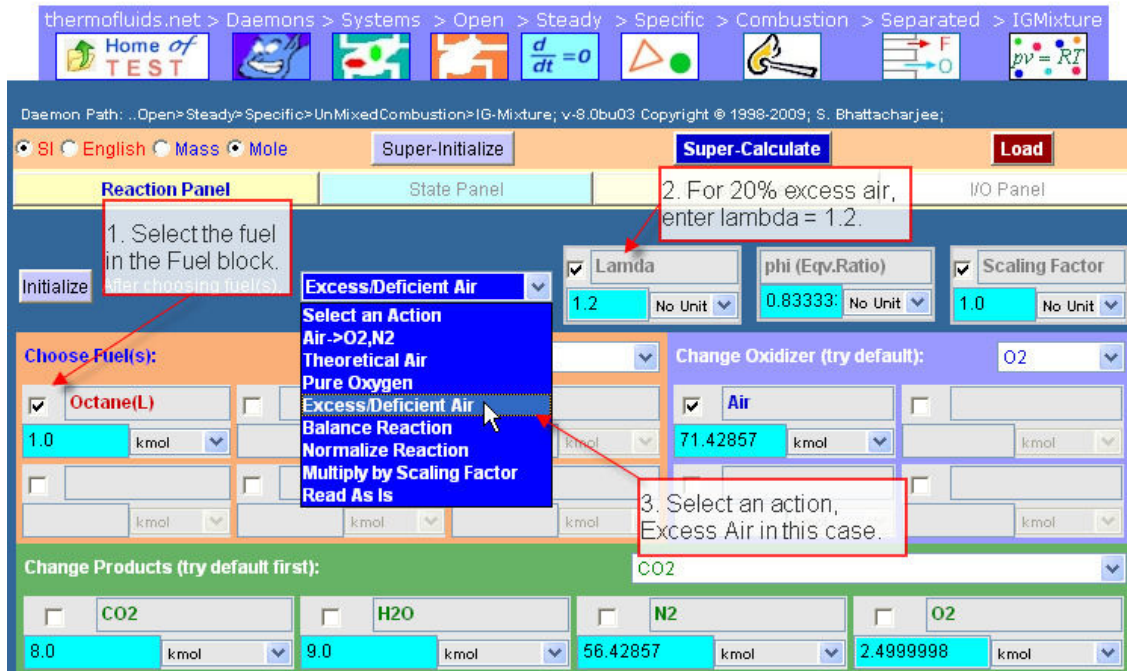 thermofluids.net > Daemons > Systems > Open > Steady > Specific > Combustion > Separated > IGMixture
Home of
TEST
d/dt = 0
F
O
pv = RT
Daemon Path: ..Open>Steady>Specific>UnMixedCombustion>IG-Mixture; v-8.0bu03 Copyright © 1998-2009; S. Bhattacharjee;
SI English Mass Mole Super-Initialize Super-Calculate Load
Reaction Panel State Panel I/O Panel
1. Select the fuel
in the Fuel block.
2. For 20% excess air,
enter lambda = 1.2.
Initialize After choosing fuel(s), Excess/Deficient Air
Lamda phi (Eqv.Ratio) Scaling Factor
1.2 No Unit 0.83333 No Unit 1.0 No Unit
Select an Action
Air->O2,N2
Theoretical Air
Pure Oxygen
Excess/Deficient Air
Balance Reaction
Normalize Reaction
Multiply by Scaling Factor
Read As Is
Choose Fuel(s): Change Oxidizer (try default): O2
Octane(L) Air
1.0 kmol kmol 71.42857 kmol kmol
kmol kmol kmol kmol
3. Select an action,
Excess Air in this case.
Change Products (try default first): CO2
CO2 H2O N2 O2
8.0 kmol 9.0 kmol 56.42857 kmol 2.4999998 kmol